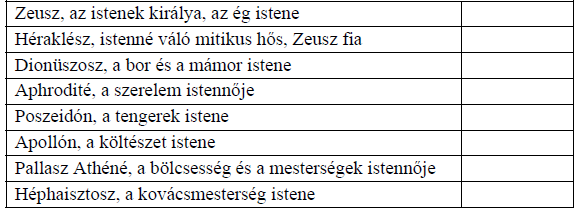 Zeusz, az istenek királya, az ég istene
Héraklész, istenné váló mitikus hős, Zeusz fia
Dionüszosz, a bor és a mámor istene
Aphrodité, a szerelem istennője
Poszeidón, a tengerek istene
Apollón, a költészet istene
Pallasz Athéné, a bölcsesség és a mesterségek istennője
Héphaisztosz, a kovácsmesterség istene